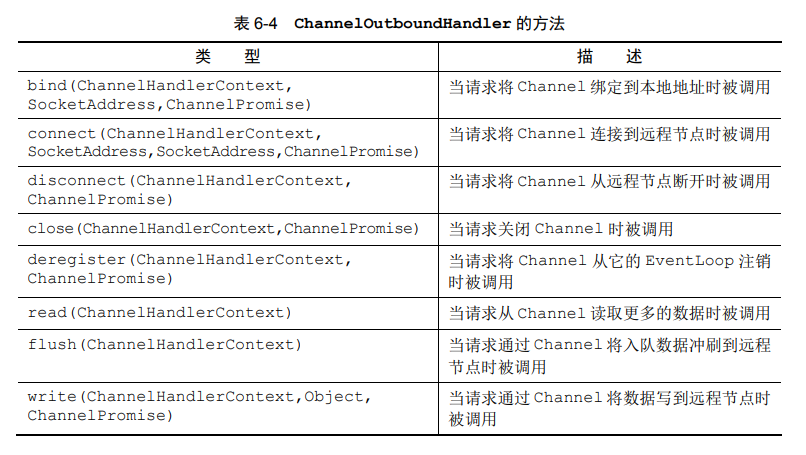 表 6-4 ChannelOutboundHandler 的方法
类 型 描 述
bind(ChannelHandlerContext,
SocketAddress,ChannelPromise)
当请求将 Channel 绑定到本地地址时被调用
connect(ChannelHandlerContext,
SocketAddress,SocketAddress,ChannelPromise)
当请求将 Channel 连接到远程节点时被调用
disconnect(ChannelHandlerContext,
ChannelPromise)
当请求将 Channel 从远程节点断开时被调用
close(ChannelHandlerContext,ChannelPromise)
当请求关闭 Channel 时被调用
deregister(ChannelHandlerContext,
ChannelPromise)
当请求将 Channel 从它的 EventLoop 注销
时被调用
read(ChannelHandlerContext)
当请求从 Channel 读取更多的数据时被调用
flush(ChannelHandlerContext)
当请求通过 Channel 将入队数据冲刷到远程
节点时被调用
write(ChannelHandlerContext,Object,
ChannelPromise)
当请求通过 Channel 将数据写到远程节点时
被调用